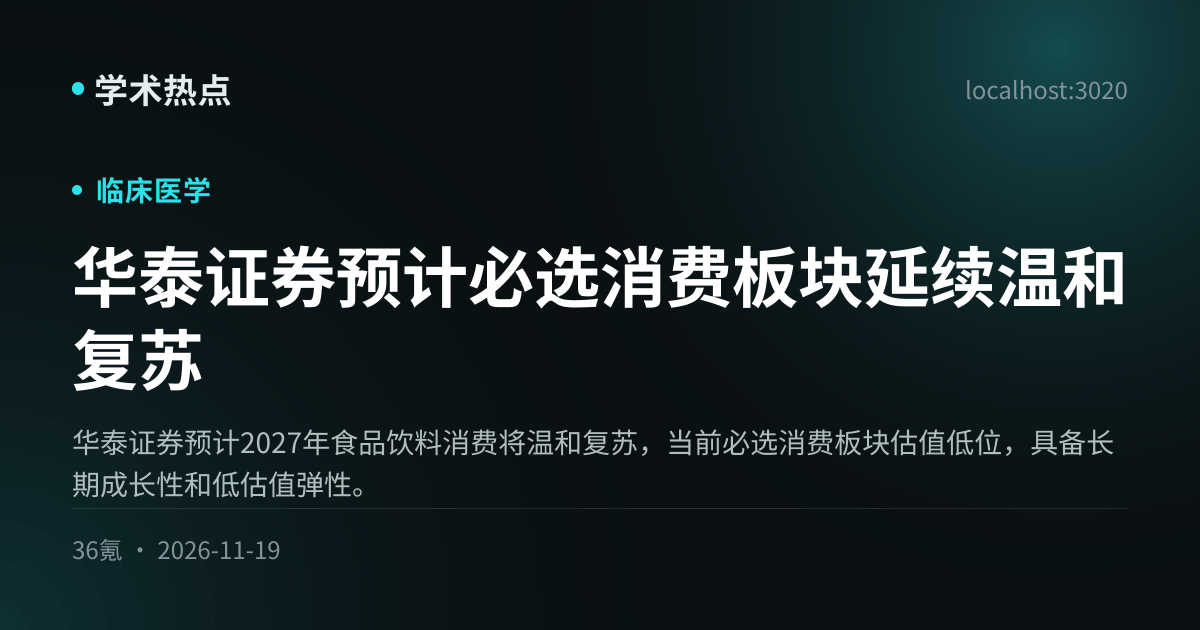 学术热点
localhost:3020
临床医学
华泰证券预计必选消费板块延续温和
复苏
华泰证券预计2027年食品饮料消费将温和复苏，当前必选消费板块估值低位，具备长
期成长性和低估值弹性。
36氪 · 2026-11-19